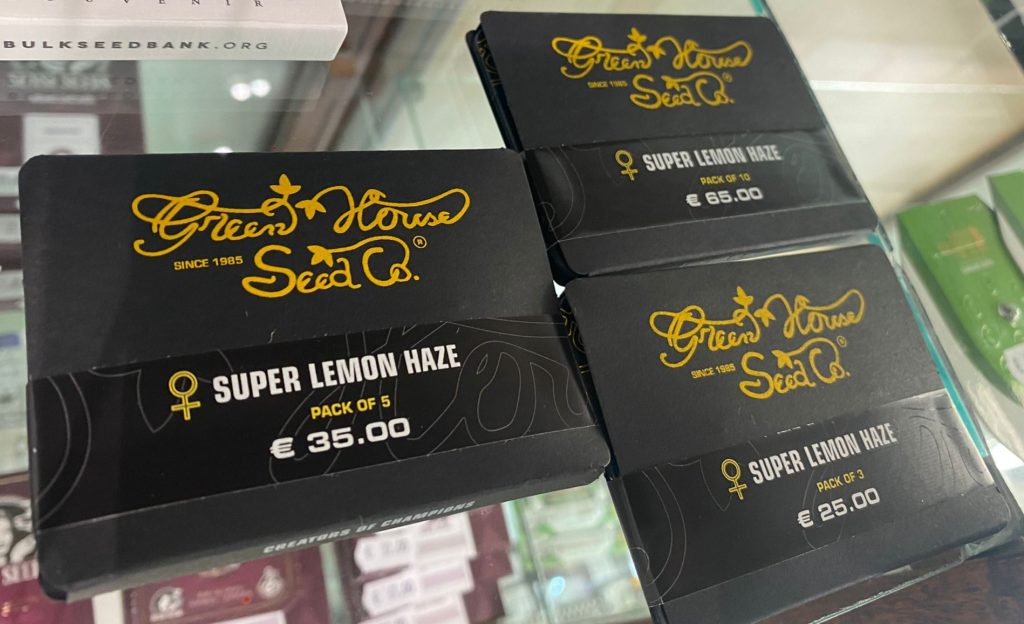 SOUVENIR
BULKSEEDBANK.ORG
Green House
SINCE 1985
Seed Co.®
♀ SUPER LEMON HAZE
PACK OF 5
€ 35.00
CREATORS OF CHAMPIONS
Green House
SINCE 1985
Seed Co.®
♀ SUPER LEMON HAZE
PACK OF 10
€ 65.00
Green House
SINCE 1985
Seed Co.®
♀ SUPER LEMON HAZE
PACK OF 3
€ 25.00